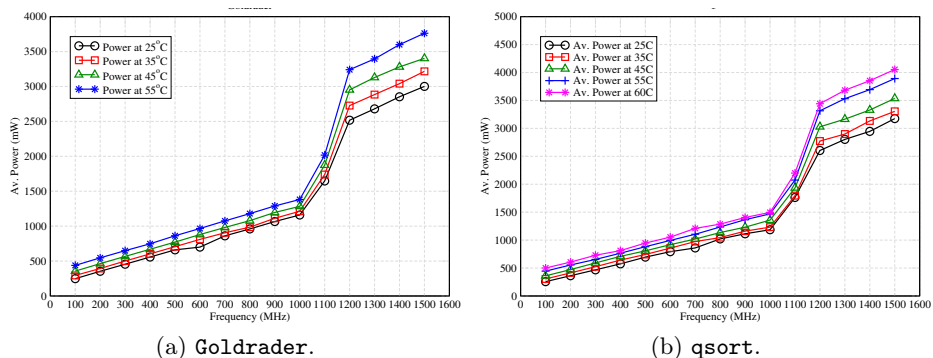 Goldrader
4000
3500
3000
2500
2000
1500
1000
500
0
Av. Power (mW)
Power at 25°C
Power at 35°C
Power at 45°C
Power at 55°C
0 100 200 300 400 500 600 700 800 900 1000 1100 1200 1300 1400 1500 1600
Frequency (MHz)
(a) Goldrader.
5000
4500
4000
3500
3000
2500
2000
1500
1000
500
0
Av. Power (mW)
Av. Power at 25C
Av. Power at 35C
Av. Power at 45C
Av. Power at 55C
Av. Power at 60C
0 100 200 300 400 500 600 700 800 900 1000 1100 1200 1300 1400 1500 1600
Frequency (MHz)
(b) qsort.